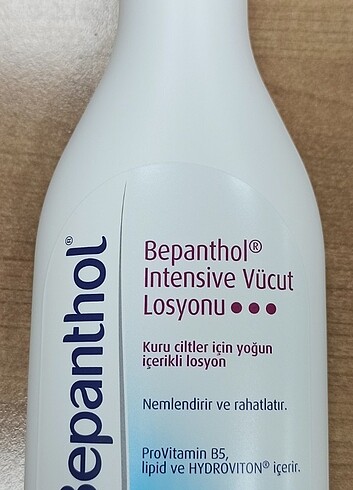 Bepanthol®
Bepanthol®
Intensive Vücut
Losyonu
Kuru ciltler için yoğun
içerikli losyon
Nemlendirir ve rahatlatır.
ProVitamin B5,
lipid ve HYDROVITON® içerir.